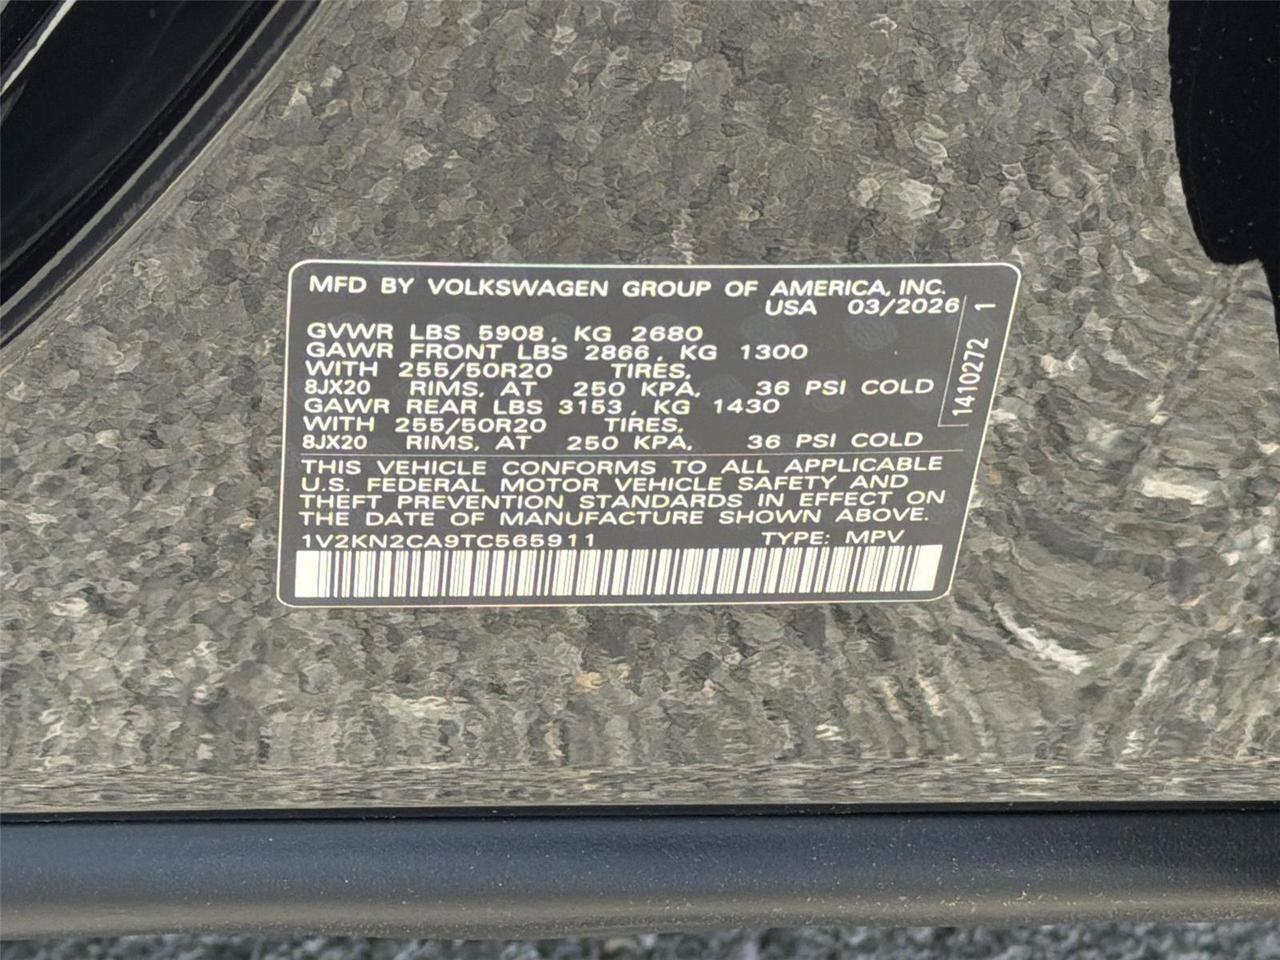 MFD BY VOLKSWAGEN GROUP OF AMERICA, INC.
USA 03/2026
GVWR LBS 5908, KG 2680
GAWR FRONT LBS 2866, KG 1300
WITH 255/50R20 TIRES,
8JX20 RIMS, AT 250 KPA, 36 PSI COLD
GAWR REAR LBS 3153, KG 1430
WITH 255/50R20 TIRES,
8JX20 RIMS, AT 250 KPA, 36 PSI COLD
THIS VEHICLE CONFORMS TO ALL APPLICABLE
U.S. FEDERAL MOTOR VEHICLE SAFETY AND
THEFT PREVENTION STANDARDS IN EFFECT ON
THE DATE OF MANUFACTURE SHOWN ABOVE.
1V2KN2CA9TC565911 TYPE: MPV
1410272 1